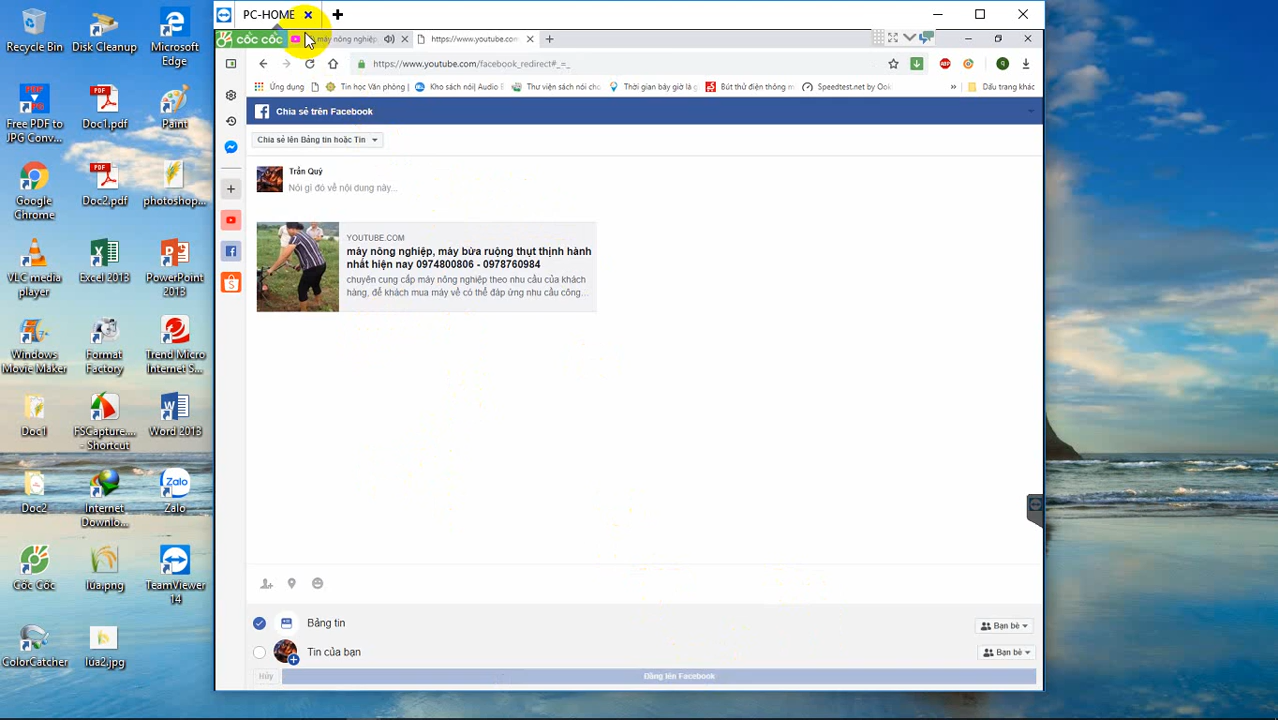 Recycle Bin
Disk Cleanup
Microsoft
Edge
Free PDF to
JPG Conv...
PDF
Doc1.pdf
Paint
Google
Chrome
PDF
Doc2.pdf
photoshop...
VLC media
player
Excel 2013
PowerPoint
2013
Windows
Movie Maker
Format
Factory
Trend Micro
Internet S...
Doc1
FSCapture....
- Shortcut
Word 2013
Doc2
Internet
Downlo...
Zalo
Zalo
Cốc Cốc
lúa.png
TeamViewer
14
ColorCatcher
lúa2.jpg
PC-HOME
CỐC CỐC
máy nông nghiệp
https://www.youtube.com
https://www.youtube.com/facebook_redirect#_=_
ABP
Ứng dụng
Tin học Văn phòng |
Kho sách nói| Audio E
Thư viện sách nói cho
Thời gian bây giờ là g
Bút thử điện thông m
Speedtest.net by Ookl
»
Dấu trang khác
Chia sẻ trên Facebook
Chia sẻ lên Bảng tin hoặc Tin
Trần Quý
Nói gì đó về nội dung này...
YOUTUBE.COM
máy nông nghiệp, máy bừa ruộng thụt thịnh hành
nhất hiện nay 0974800806 - 0978760984
chuyên cung cấp máy nông nghiệp theo nhu cầu của khách
hàng, để khách mua máy về có thể đáp ứng nhu cầu công...
Bảng tin
Bạn bè
Tin của bạn
Bạn bè
Hủy
Đăng lên Facebook